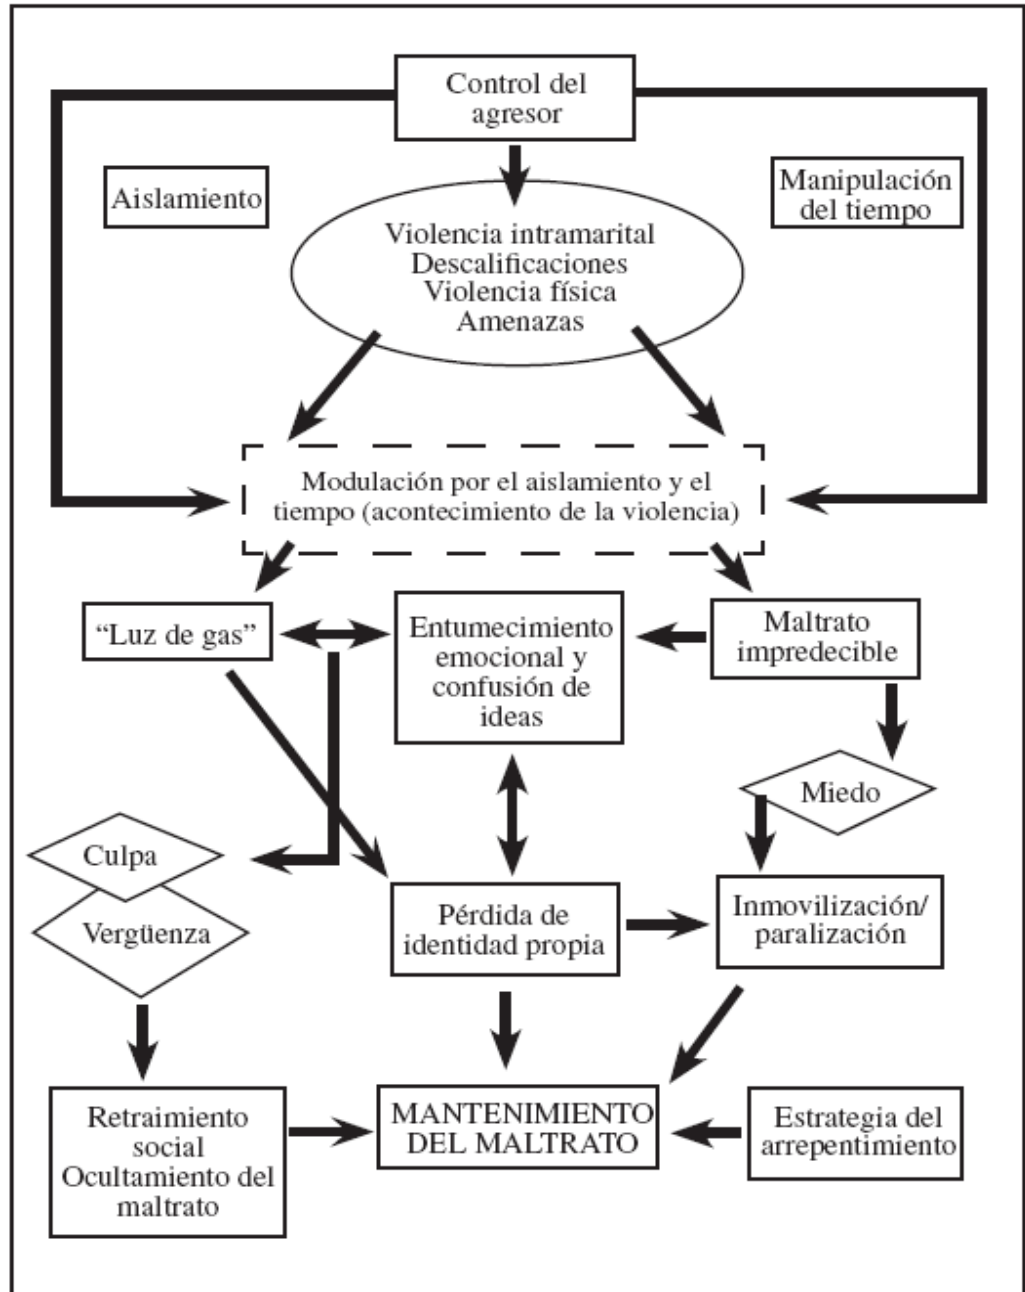 Control del
agresor
Aislamiento
Manipulación
del tiempo
Violencia intramarital
Descalificaciones
Violencia física
Amenazas
Modulación por el aislamiento y el
tiempo (acontecimiento de la violencia)
“Luz de gas”
Entumecimiento
emocional y
confusión de
ideas
Maltrato
impredecible
Miedo
Culpa
Vergüenza
Pérdida de
identidad propia
Inmovilización/
paralización
Retraimiento
social
Ocultamiento del
maltrato
MANTENIMIENTO
DEL MALTRATO
Estrategia del
arrepentimiento